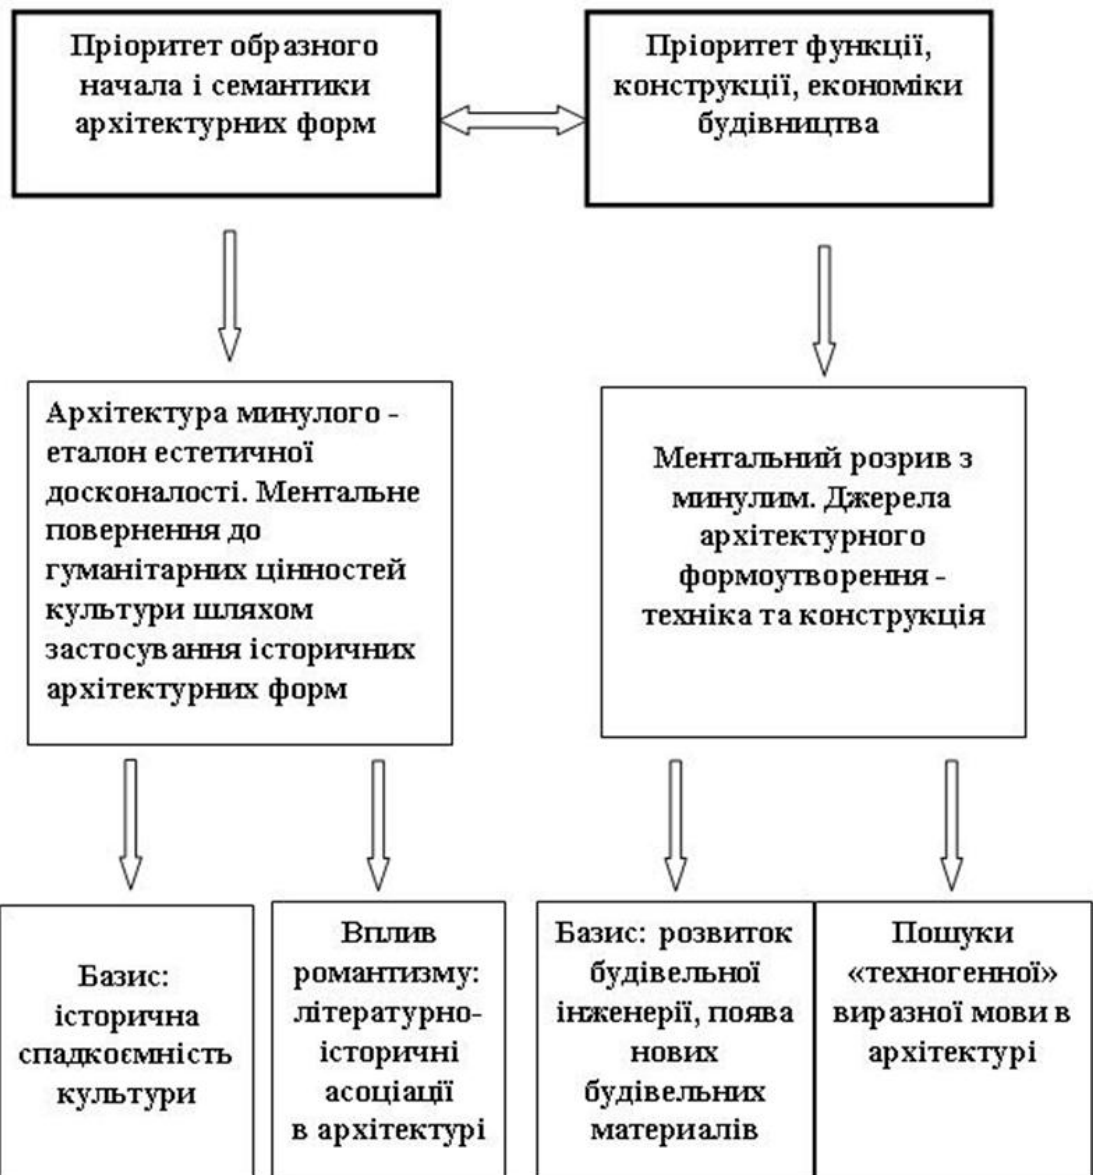 Пріоритет образного
начала і семантики
архітектурних форм
Пріоритет функції,
конструкції, економіки
будівництва
Архітектура минулого -
еталон естетичної
досконалості. Ментальне
повернення до
гуманітарних цінностей
культури шляхом
застосування історичних
архітектурних форм
Ментальний розрив з
минулим. Джерела
архітектурного
формоутворення -
техніка та конструкція
Базис:
історична
спадкоємність
культури
Вплив
романтизму:
літературно-
історичні
асоціації
в архітектурі
Базис: розвиток
будівельної
інженерії, поява
нових
будівельних
матеріалів
Пошуки
«техногенної»
виразної мови в
архітектурі